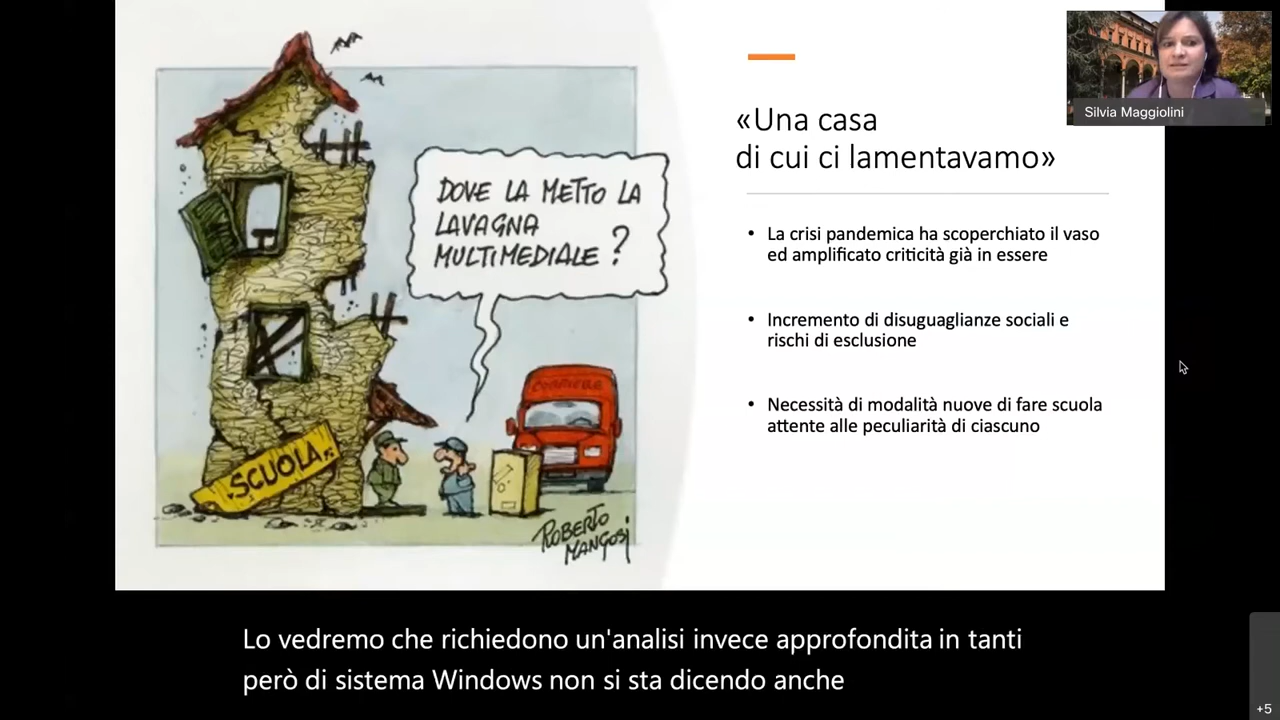 «Una casa
di cui ci lamentavamo»
DOVE LA METTO LA
LAVAGNA
MULTIMEDIALE ?
CORRIERE
SCUOLA
ROBERTO
MANGOSI
La crisi pandemica ha scoperchiato il vaso
ed amplificato criticità già in essere
Incremento di disuguaglianze sociali e
rischi di esclusione
Necessità di modalità nuove di fare scuola
attente alle peculiarità di ciascuno
Silvia Maggiolini
Lo vedremo che richiedono un'analisi invece approfondita in tanti
però di sistema Windows non si sta dicendo anche
+5